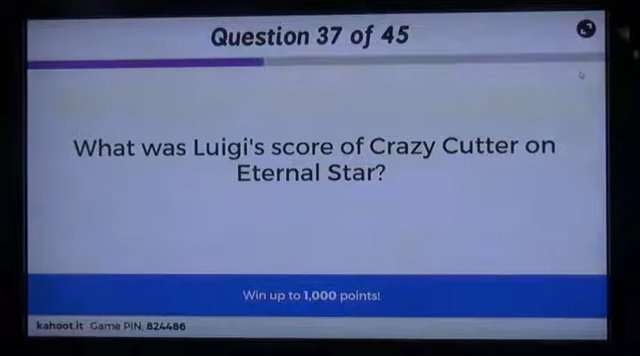 Question 37 of 45
What was Luigi's score of Crazy Cutter on
Eternal Star?
Win up to 1,000 points!
kahoot.it Game PIN: 824486